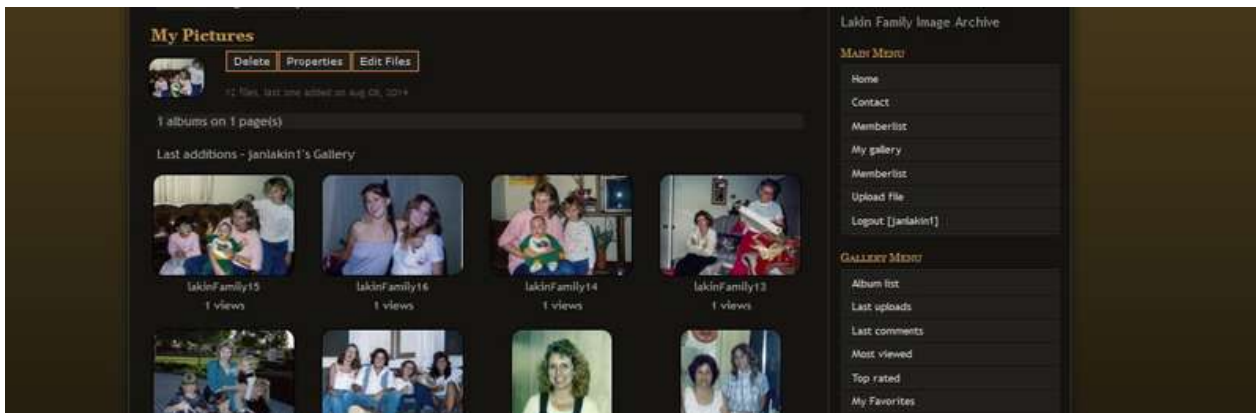 My Pictures
Delete Properties Edit Files
12 files, last one added on Aug 08, 2014
1 albums on 1 page(s)
Last additions - janlakin1's Gallery
lakinFamily15 lakinFamily16 lakinFamily14 lakinFamily13
1 views 1 views 1 views 1 views
Lakin Family Image Archive
Main Menu
Home
Contact
Memberlist
My gallery
Memberlist
Upload file
Logout [janlakin1]
Gallery Menu
Album list
Last uploads
Last comments
Most viewed
Top rated
My Favorites